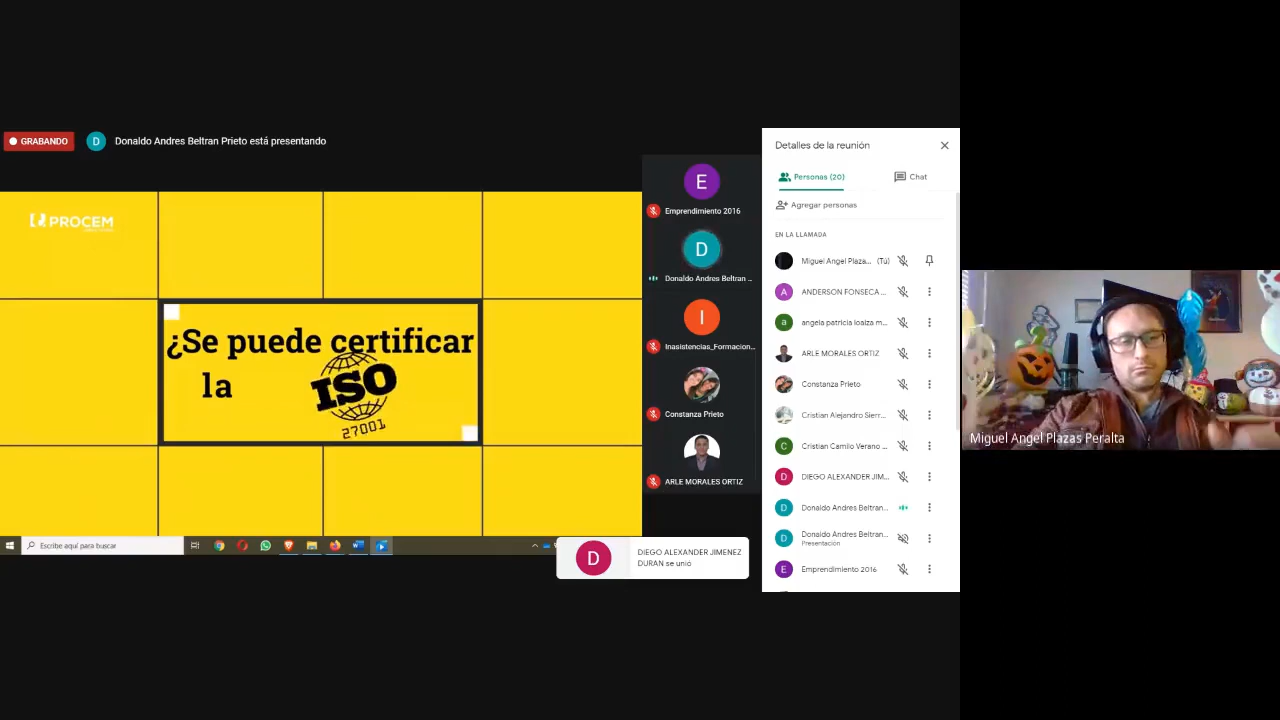 GRABANDO
D
Donaldo Andres Beltran Prieto está presentando
PROCEM
¿Se puede certificar
la
ISO
27001
Escribe aquí para buscar
E
Emprendimiento 2016
D
Donaldo Andres Beltran ...
I
Inasistencias_Formacion...
Constanza Prieto
ARLE MORALES ORTIZ
D
DIEGO ALEXANDER JIMENEZ
DURAN se unió
Detalles de la reunión
Personas (20)
Chat
Agregar personas
EN LA LLAMADA
Miguel Angel Plaza... (Tú)
A
ANDERSON FONSECA ...
a
angela patricia loaiza m...
ARLE MORALES ORTIZ
Constanza Prieto
Cristian Alejandro Sierr...
C
Cristian Camilo Verano ...
D
DIEGO ALEXANDER JIM...
D
Donaldo Andres Beltran...
D
Donaldo Andres Beltran...
Presentación
E
Emprendimiento 2016
Miguel Angel Plazas Peralta